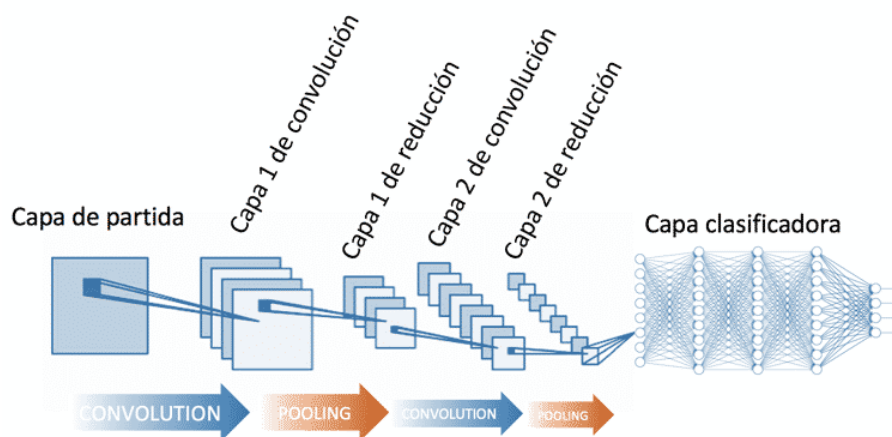 Capa de partida
Capa 1 de convolución
Capa 1 de reducción
Capa 2 de convolución
Capa 2 de reducción
Capa clasificadora
CONVOLUTION
POOLING
CONVOLUTION
POOLING